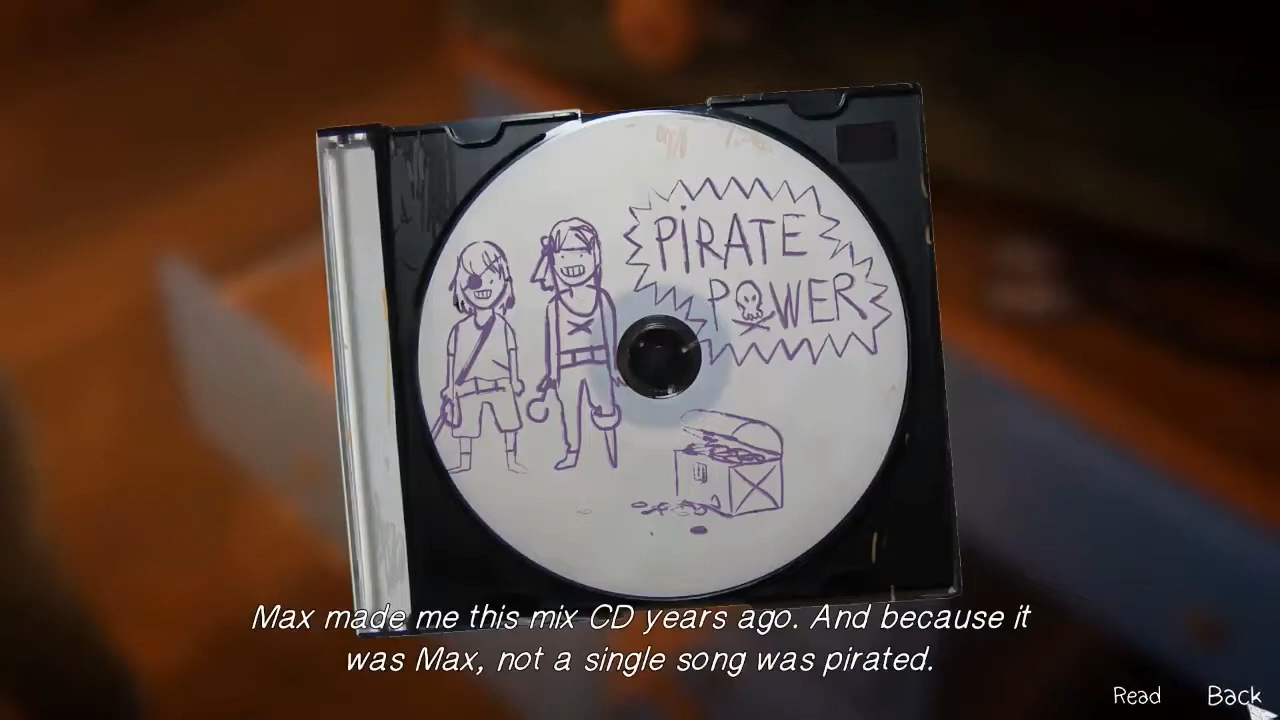 PiRATE
POWER
Max made me this mix CD years ago. And because it
was Max, not a single song was pirated.
Read Back